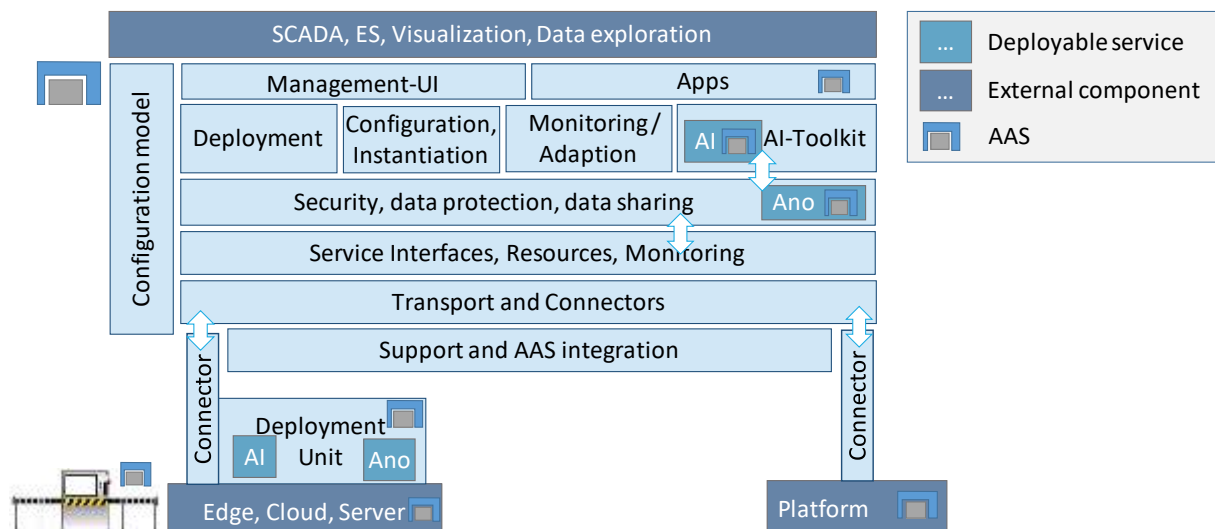 SCADA, ES, Visualization, Data exploration
Configuration model
Management-UI
Apps
Deployment
Configuration,
Instantiation
Monitoring/
Adaption
AI
AI-Toolkit
Security, data protection, data sharing
Ano
Service Interfaces, Resources, Monitoring
Transport and Connectors
Support and AAS integration
Connector
Connector
Deployment
Unit
AI
Ano
Edge, Cloud, Server
Platform
...
Deployable service
...
External component
AAS